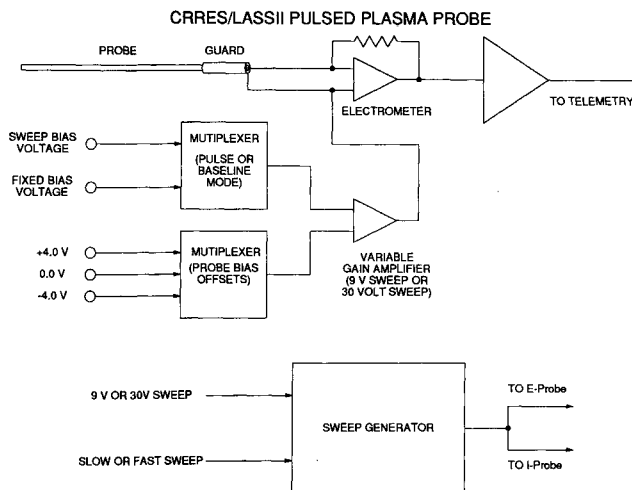 CRRES/LASSII PULSED PLASMA PROBE
PROBE
GUARD
ELECTROMETER
TO TELEMETRY
SWEEP BIAS
VOLTAGE
FIXED BIAS
VOLTAGE
MUTIPLEXER
(PULSE OR
BASELINE
MODE)
+4.0 V
0.0 V
-4.0 V
MUTIPLEXER
(PROBE BIAS
OFFSETS)
VARIABLE
GAIN AMPLIFIER
(9 V SWEEP OR
30 VOLT SWEEP)
9 V OR 30V SWEEP
SLOW OR FAST SWEEP
SWEEP GENERATOR
TO E-Probe
TO I-Probe